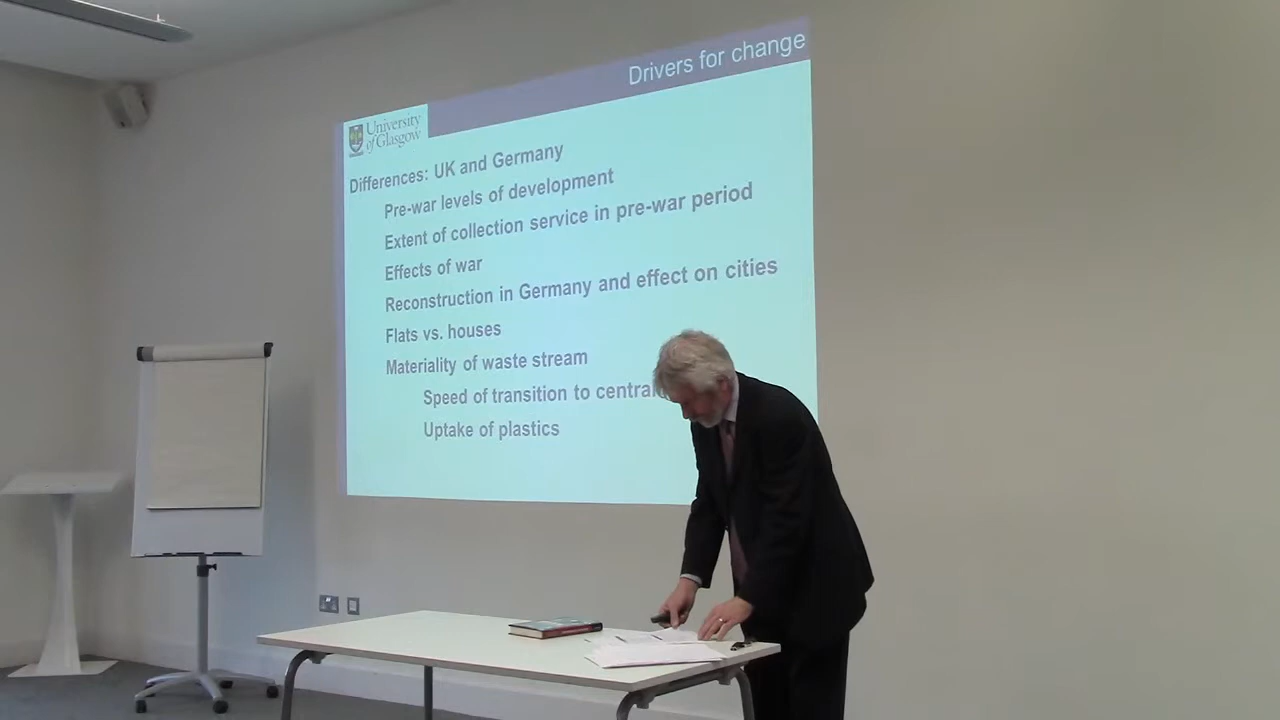 Drivers for change
University
of Glasgow
Differences: UK and Germany
Pre-war levels of development
Extent of collection service in pre-war period
Effects of war
Reconstruction in Germany and effect on cities
Flats vs. houses
Materiality of waste stream
Speed of transition to central
Uptake of plastics